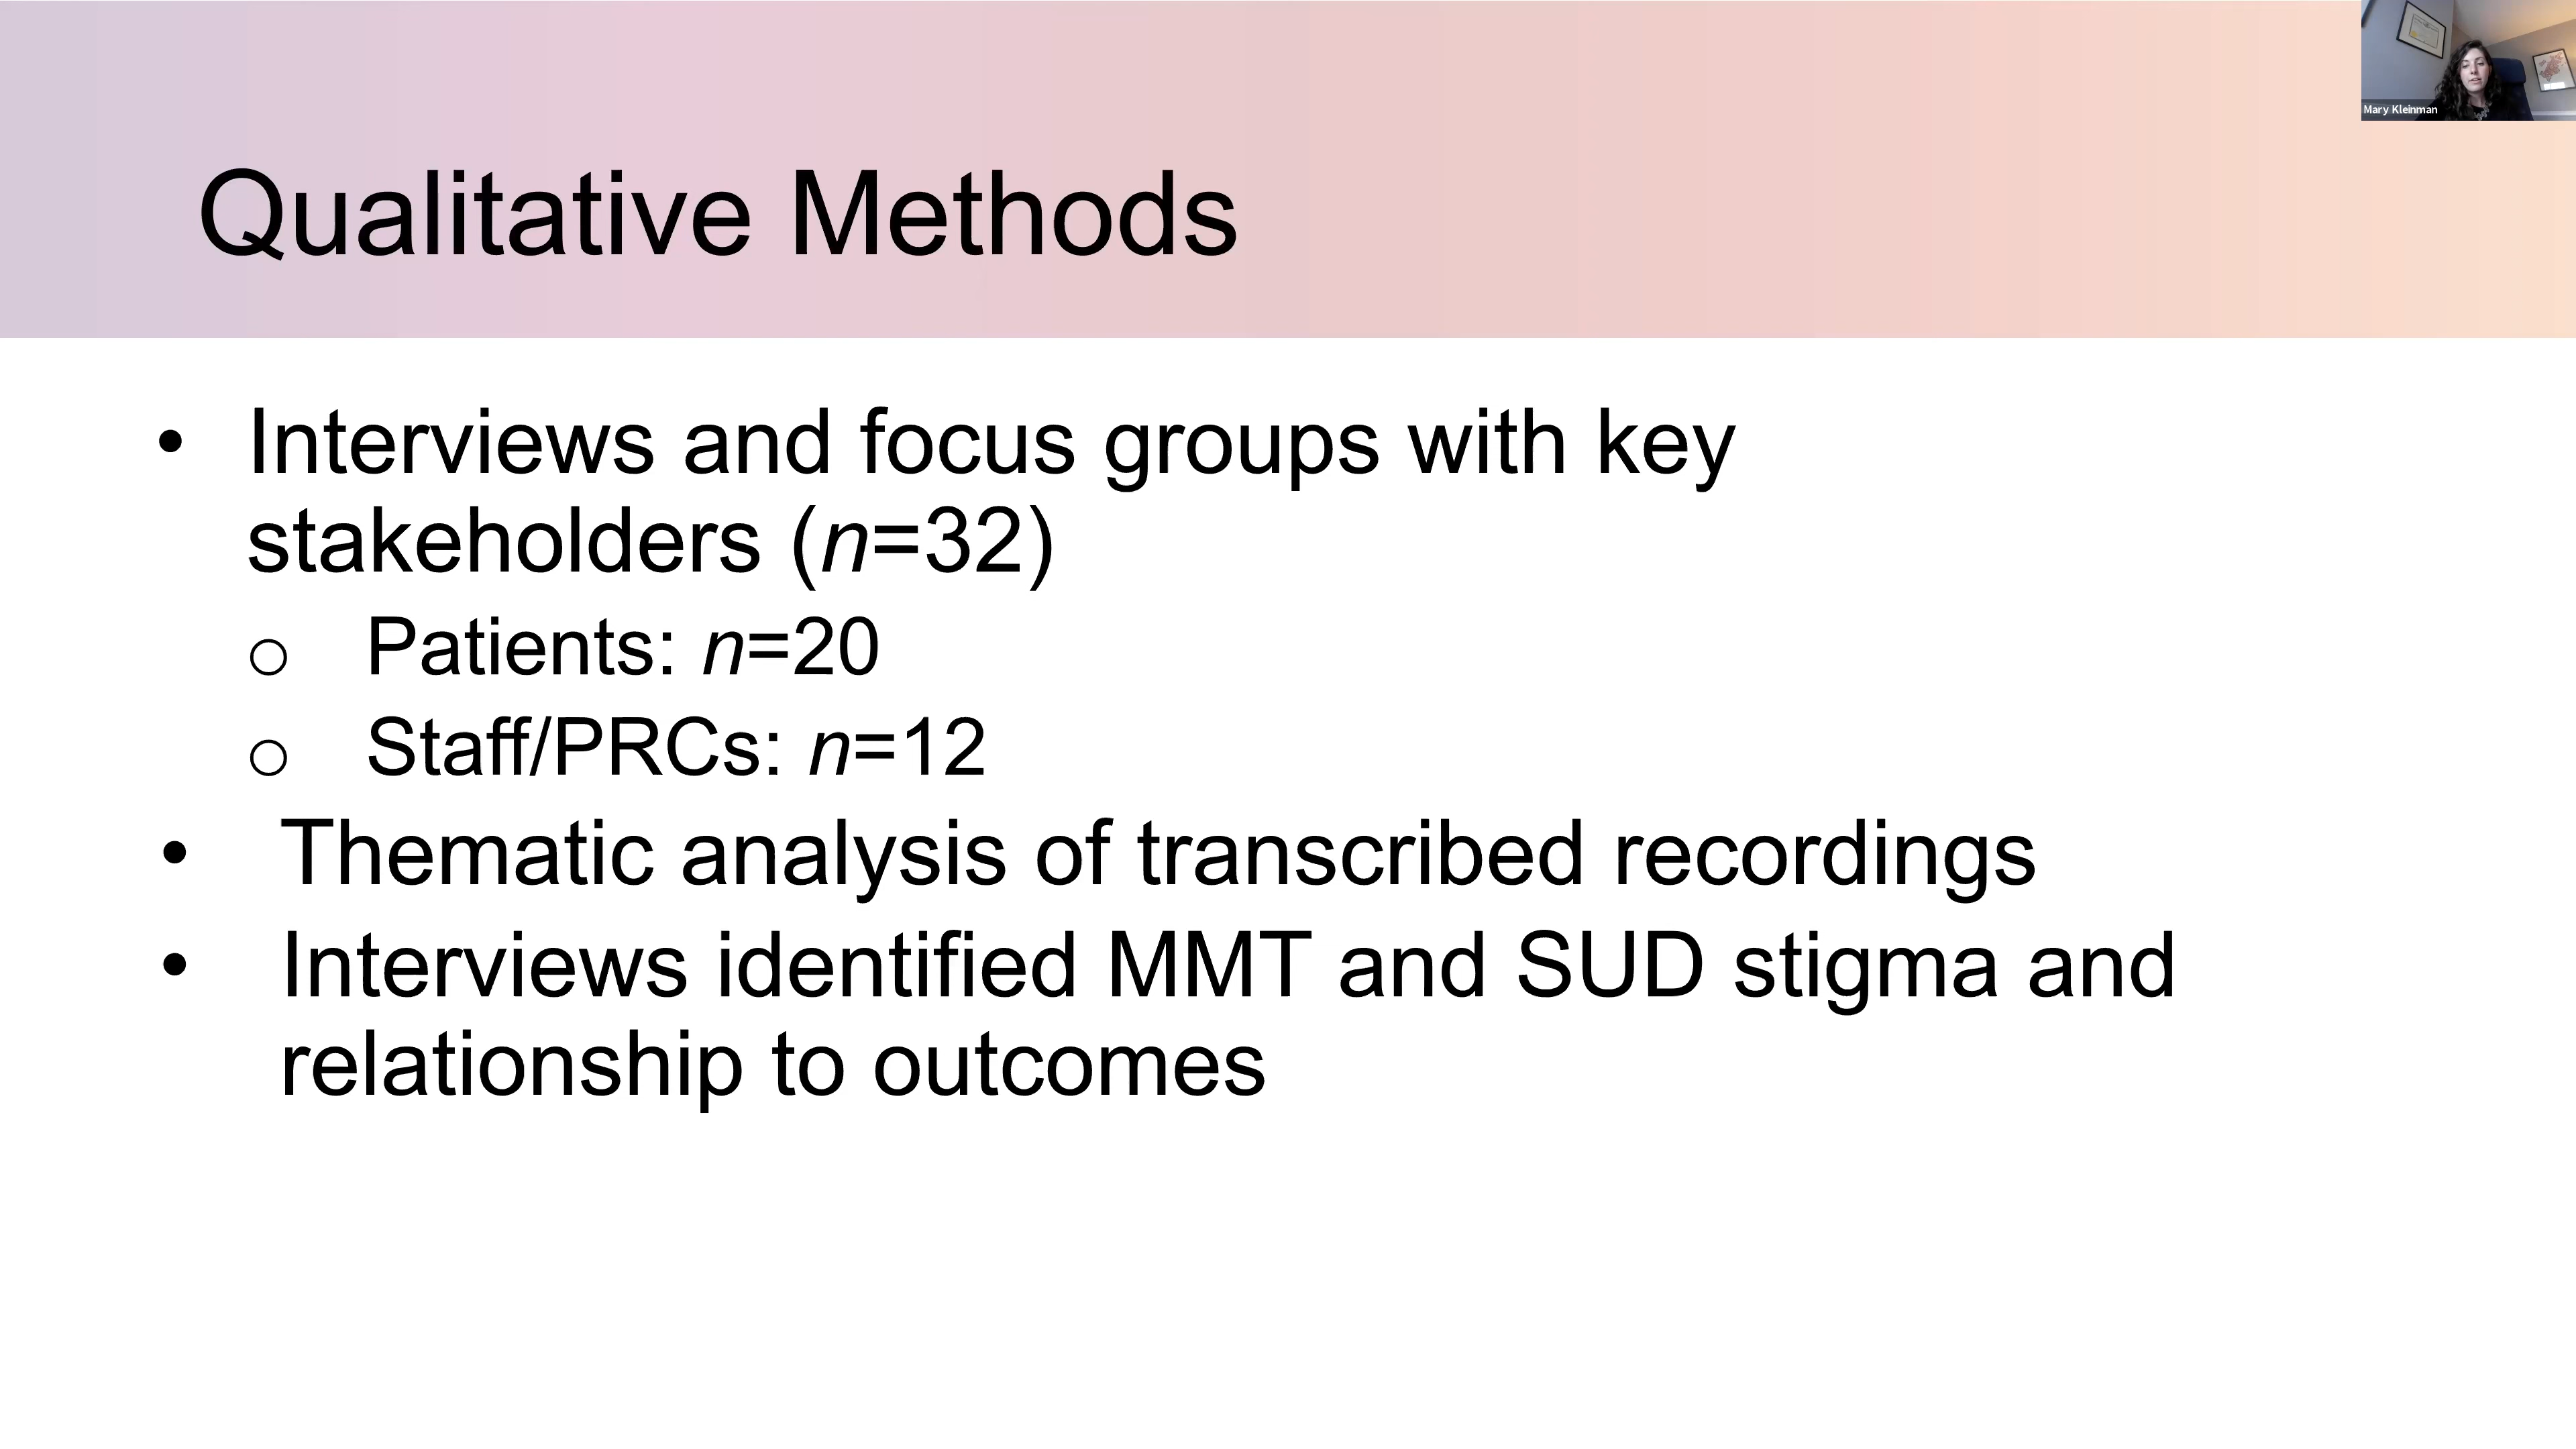 Mary Kleinman
Qualitative Methods
• Interviews and focus groups with key
stakeholders (n=32)
○ Patients: n=20
○ Staff/PRCs: n=12
• Thematic analysis of transcribed recordings
• Interviews identified MMT and SUD stigma and
relationship to outcomes